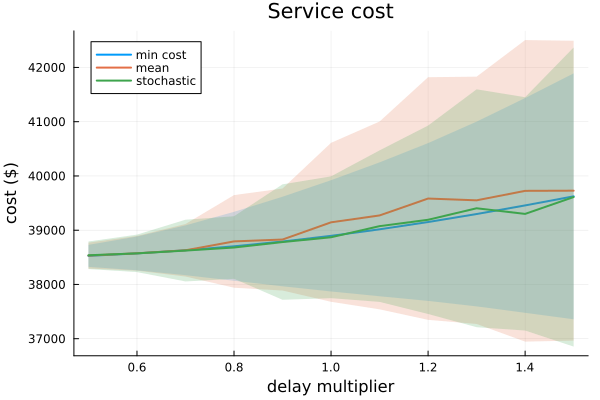 Service cost
min cost
mean
stochastic
cost ($)
42000
41000
40000
39000
38000
37000
0.6 0.8 1.0 1.2 1.4
delay multiplier